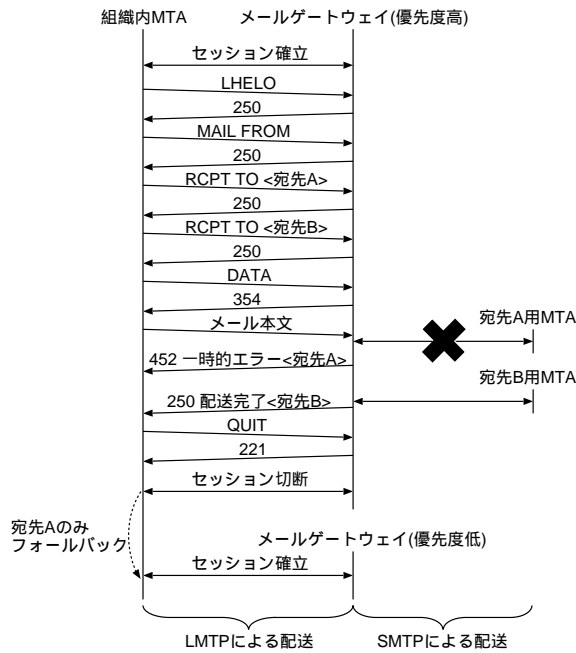 組織内MTA
メールゲートウェイ(優先度高)
セッション確立
LHELO
250
MAIL FROM
250
RCPT TO <宛先A>
250
RCPT TO <宛先B>
250
DATA
354
メール本文
宛先A用MTA
452 一時的エラー<宛先A>
宛先B用MTA
250 配送完了<宛先B>
QUIT
221
セッション切断
宛先Aのみ
フォールバック
メールゲートウェイ(優先度低)
セッション確立
LMTPによる配送
SMTPによる配送